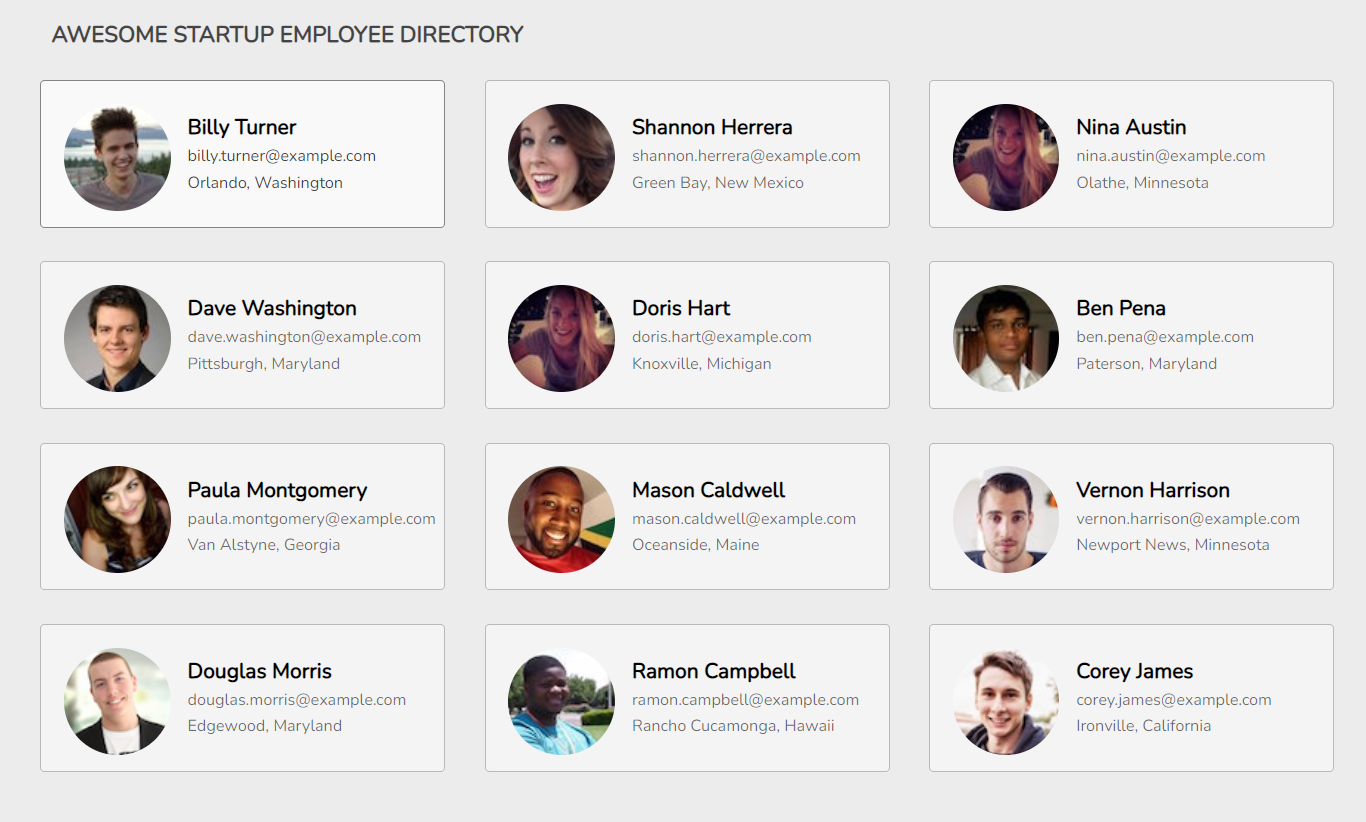 AWESOME STARTUP EMPLOYEE DIRECTORY
Billy Turner
billy.turner@example.com
Orlando, Washington
Shannon Herrera
shannon.herrera@example.com
Green Bay, New Mexico
Nina Austin
nina.austin@example.com
Olathe, Minnesota
Dave Washington
dave.washington@example.com
Pittsburgh, Maryland
Doris Hart
doris.hart@example.com
Knoxville, Michigan
Ben Pena
ben.pena@example.com
Paterson, Maryland
Paula Montgomery
paula.montgomery@example.com
Van Alstyne, Georgia
Mason Caldwell
mason.caldwell@example.com
Oceanside, Maine
Vernon Harrison
vernon.harrison@example.com
Newport News, Minnesota
Douglas Morris
douglas.morris@example.com
Edgewood, Maryland
Ramon Campbell
ramon.campbell@example.com
Rancho Cucamonga, Hawaii
Corey James
corey.james@example.com
Ironville, California